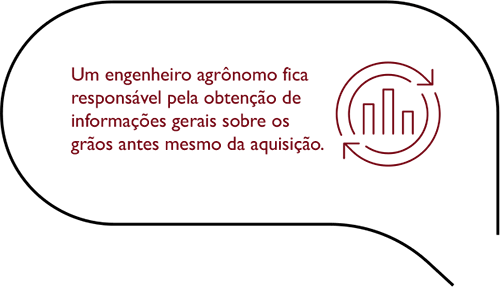 Um engenheiro agrônomo fica
responsável pela obtenção de
informações gerais sobre os
grãos antes mesmo da aquisição.